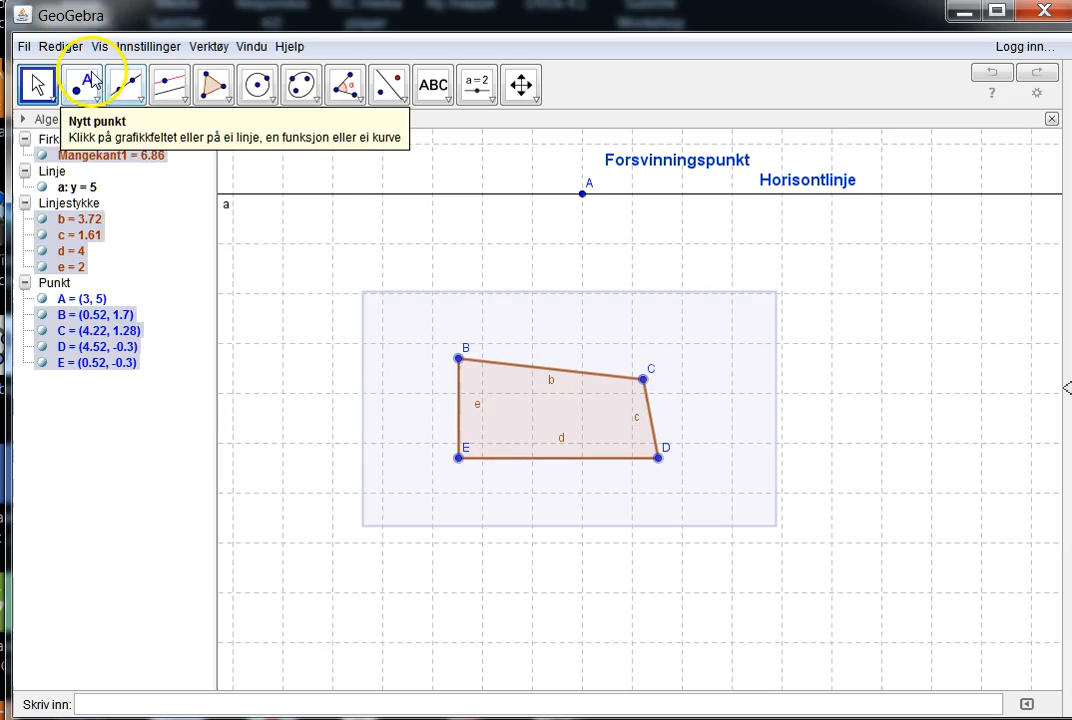 GeoGebra
Fil Rediger Vis Innstillinger Verktøy Vindu Hjelp
Logg inn...
A
ABC
a = 2
α
?
Nytt punkt
Klikk på grafikkfeltet eller på ei linje, en funksjon eller ei kurve
Alge
Firk
Mangekant1 = 6.86
Linje
a: y = 5
Linjestykke
b = 3.72
c = 1.61
d = 4
e = 2
Punkt
A = (3, 5)
B = (0.52, 1.7)
C = (4.22, 1.28)
D = (4.52, -0.3)
E = (0.52, -0.3)
Forsvinningspunkt
Horisontlinje
A
a
B
C
b
e
c
d
E
D
Skriv inn: